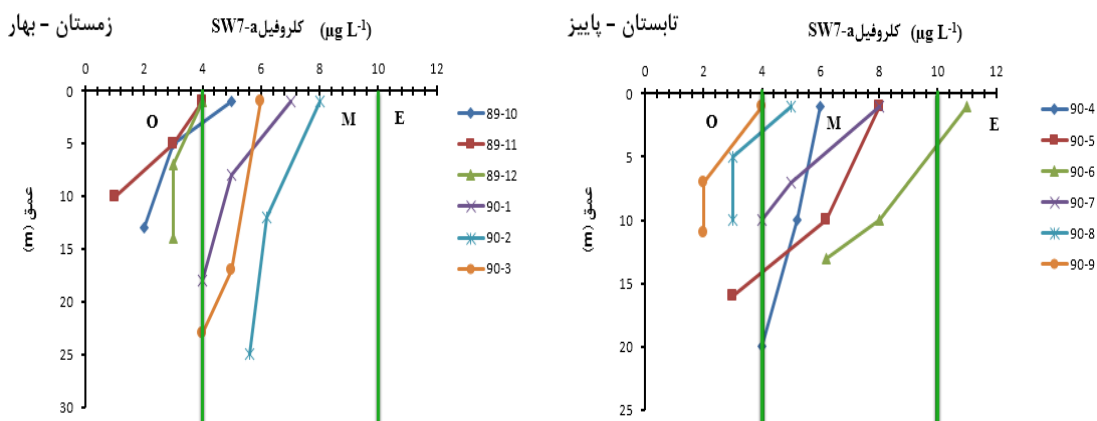 زمستان – بهار
کلروفیل SW7-a (µg L⁻¹)
0 2 4 6 8 10 12
0
5
10
15
20
25
30
عمق (m)
O
M
E
89-10
89-11
89-12
90-1
90-2
90-3
تابستان – پاییز
کلروفیل SW7-a (µg L⁻¹)
0 2 4 6 8 10 12
0
5
10
15
20
25
عمق (m)
O
M
E
90-4
90-5
90-6
90-7
90-8
90-9